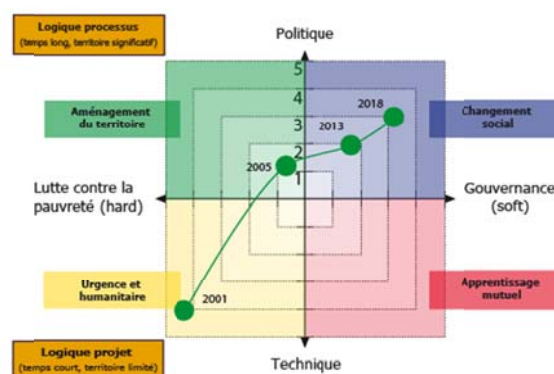 Logique processus
(temps long, territoire significatif)
Politique
5
4
3
2
1
2018
2013
2005
2001
Aménagement
du territoire
Changement
social
Lutte contre la
pauvreté (hard)
Gouvernance
(soft)
Urgence et
humanitaire
Apprentissage
mutuel
Logique projet
(temps court, territoire limité)
Technique